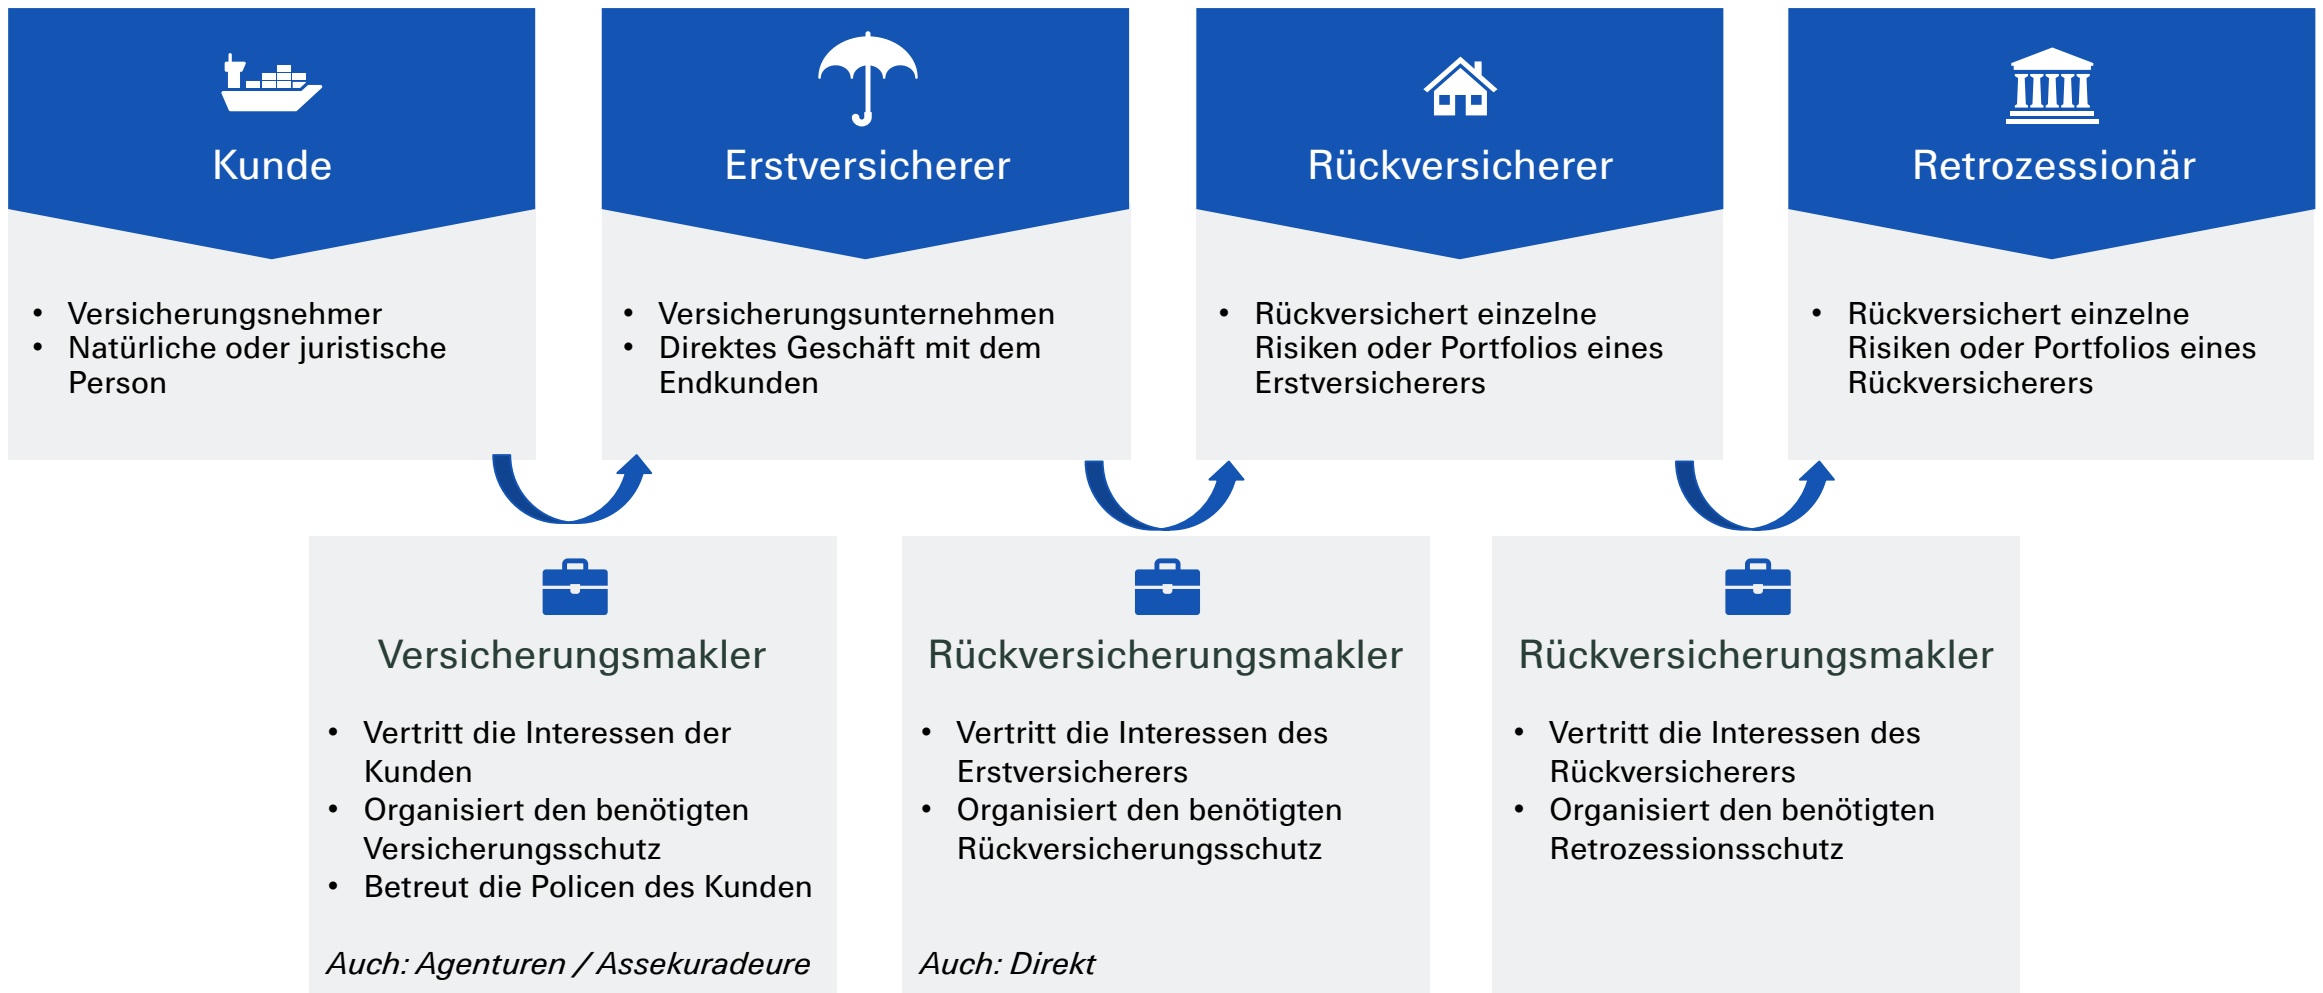 Kunde
• Versicherungsnehmer
• Natürliche oder juristische
Person
Erstversicherer
• Versicherungsunternehmen
• Direktes Geschäft mit dem
Endkunden
Rückversicherer
• Rückversichert einzelne
Risiken oder Portfolios eines
Erstversicherers
Retrozessionär
• Rückversichert einzelne
Risiken oder Portfolios eines
Rückversicherers
Versicherungsmakler
• Vertritt die Interessen der
Kunden
• Organisiert den benötigten
Versicherungsschutz
• Betreut die Policen des Kunden
Auch: Agenturen / Assekuradeure
Rückversicherungsmakler
• Vertritt die Interessen des
Erstversicherers
• Organisiert den benötigten
Rückversicherungsschutz
Auch: Direkt
Rückversicherungsmakler
• Vertritt die Interessen des
Rückversicherers
• Organisiert den benötigten
Retrozessionsschutz